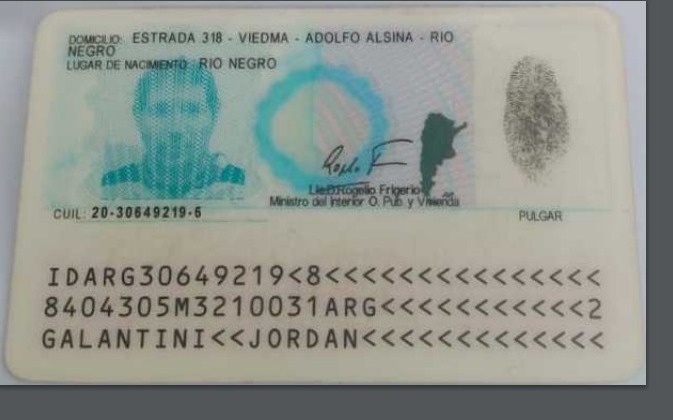 DOMICILIO: ESTRADA 318 - VIEDMA - ADOLFO ALSINA - RIO
NEGRO
LUGAR DE NACIMIENTO: RIO NEGRO
Lic. Rogelio Frigerio
Ministro del Interior O. Pub. y Vivienda
CUIL: 20-30649219-6
PULGAR
IDARG30649219<8<<<<<<<<<<<<<<<
8404305M3210031ARG<<<<<<<<<<<2
GALANTINI<<JORDAN<<<<<<<<<<<<<